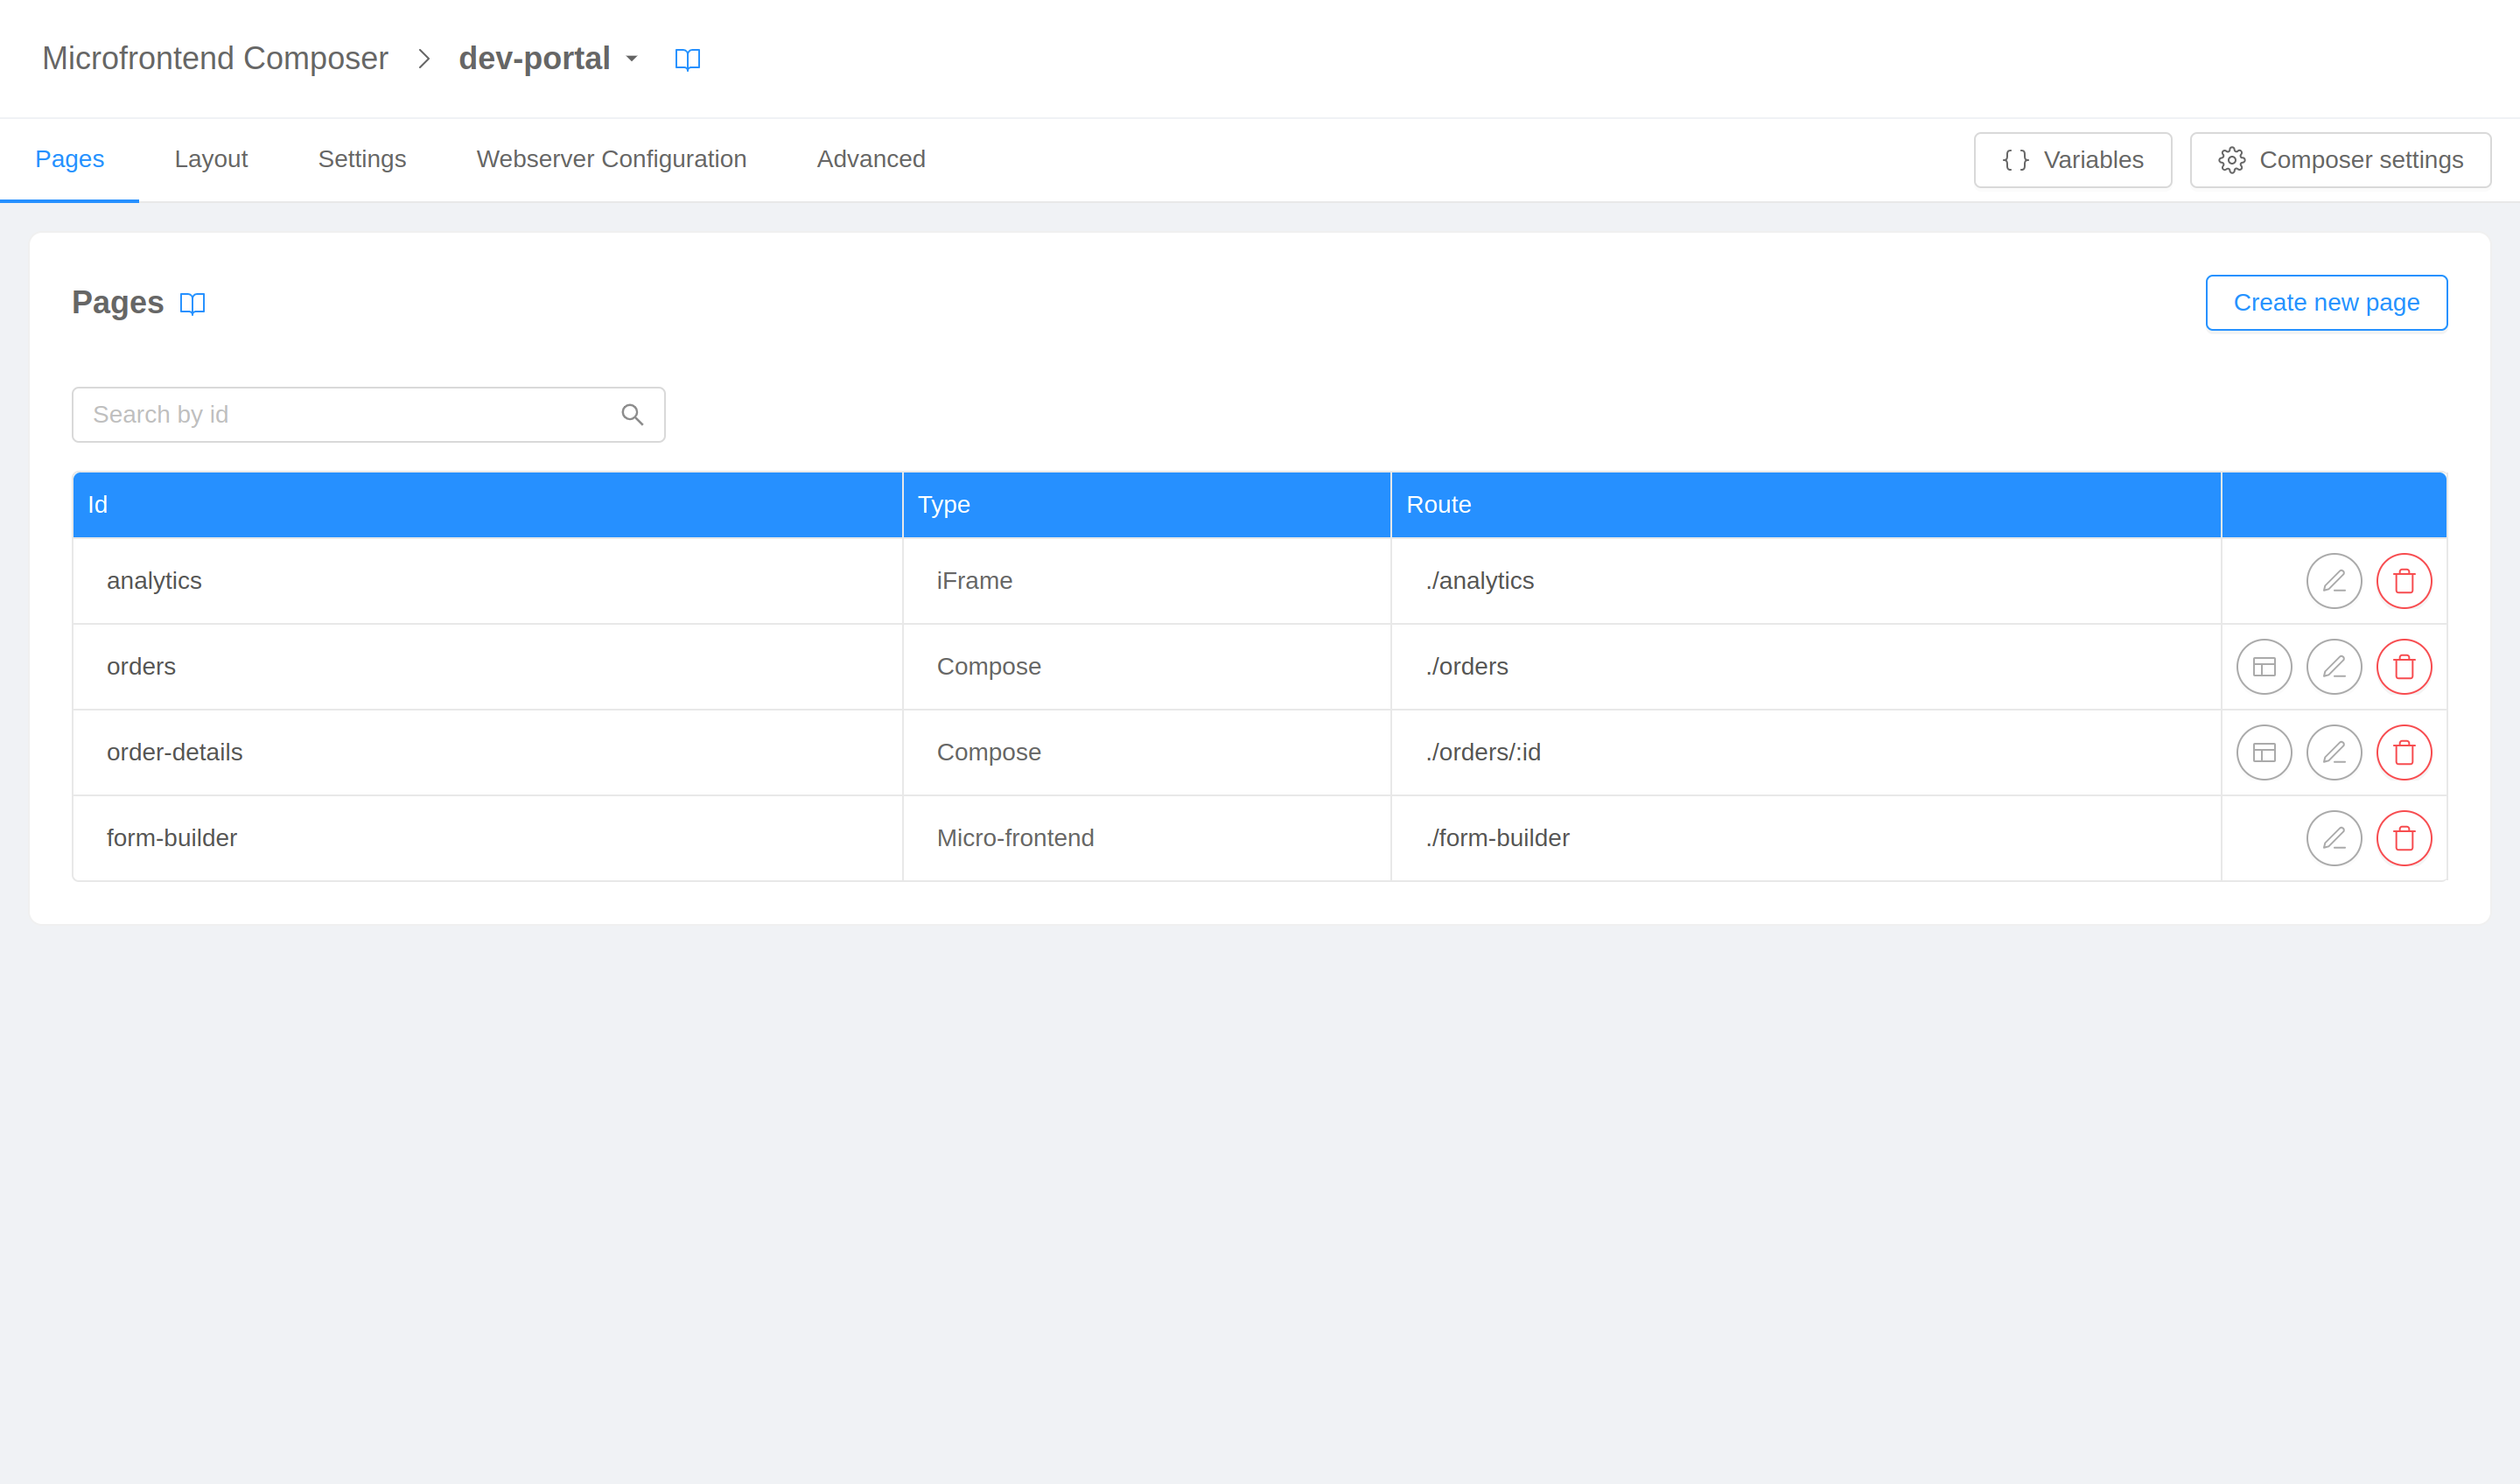 Microfrontend Composer > dev-portal
Pages Layout Settings Webserver Configuration Advanced { } Variables Composer settings
Pages Create new page
Search by id
Id Type Route
analytics iFrame ./analytics
orders Compose ./orders
order-details Compose ./orders/:id
form-builder Micro-frontend ./form-builder